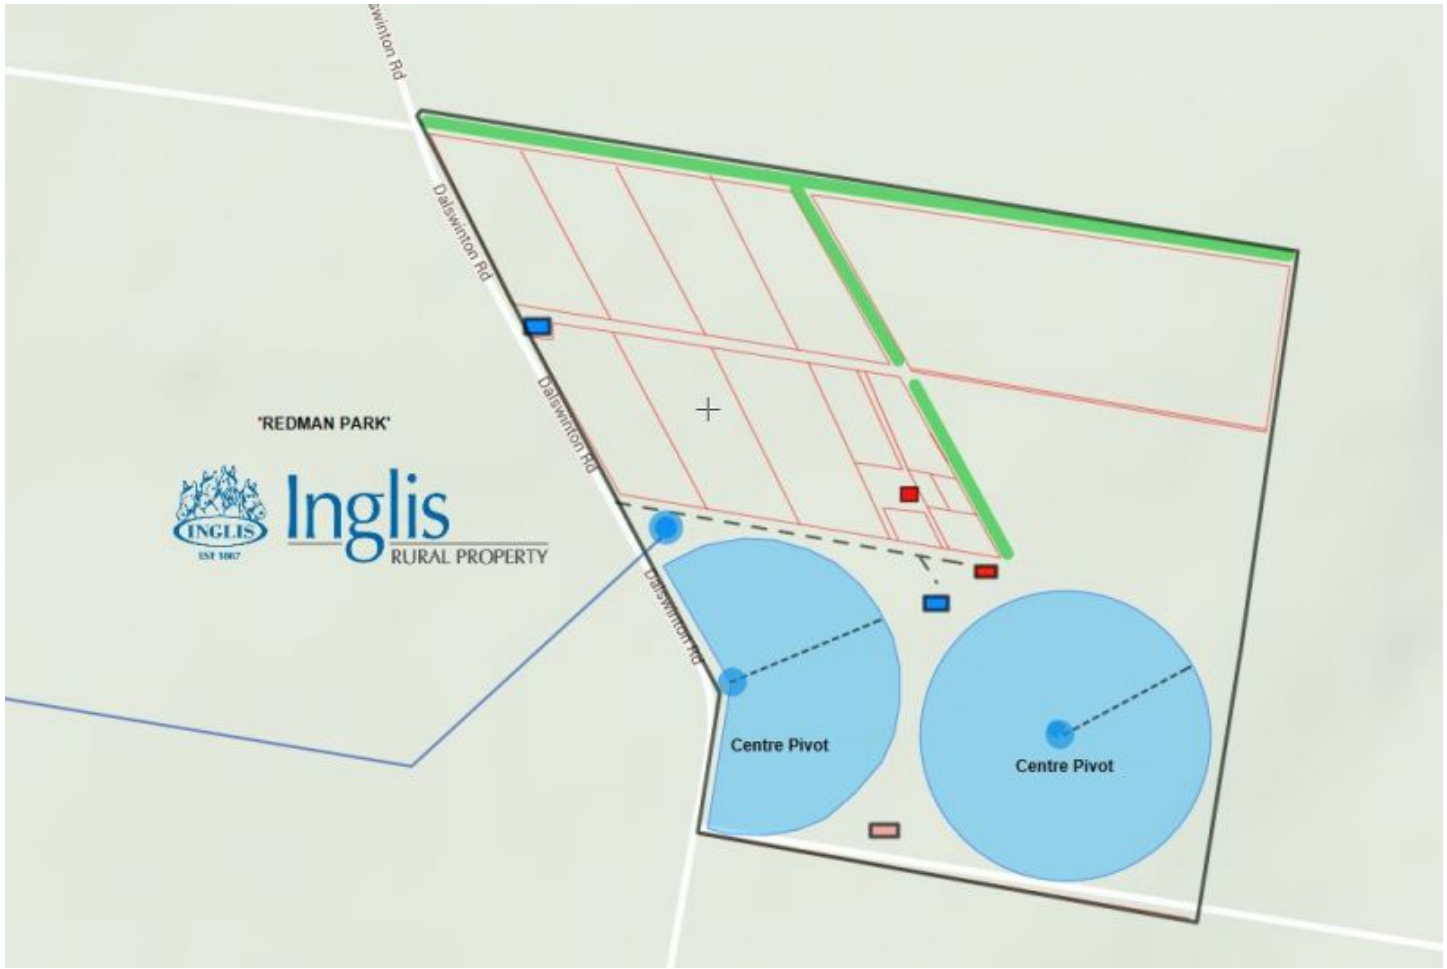 swinton Rd
Dalswinton Rd
Dalswinton Rd
'REDMAN PARK'
INGLIS
EST 1867
Inglis
RURAL PROPERTY
Dalswinton Rd
Centre Pivot
Centre Pivot